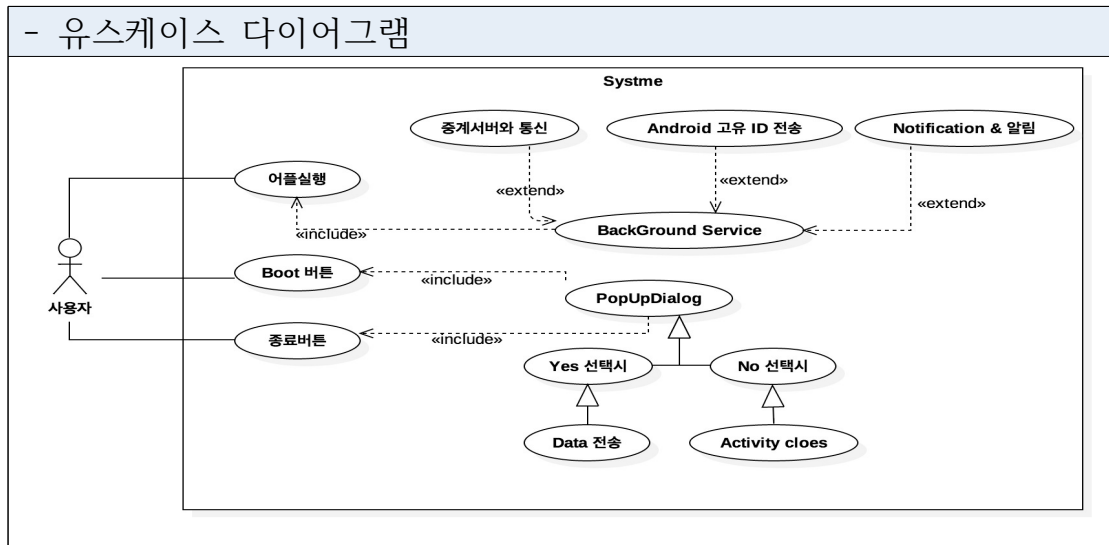 - 유스케이스 다이어그램
Systme
중계서버와 통신
Android 고유 ID 전송
Notification & 알림
어플실행
«extend»
«extend»
«extend»
«include»
BackGround Service
Boot 버튼
«include»
PopUpDialog
사용자
종료버튼
«include»
Yes 선택시
No 선택시
Data 전송
Activity cloes